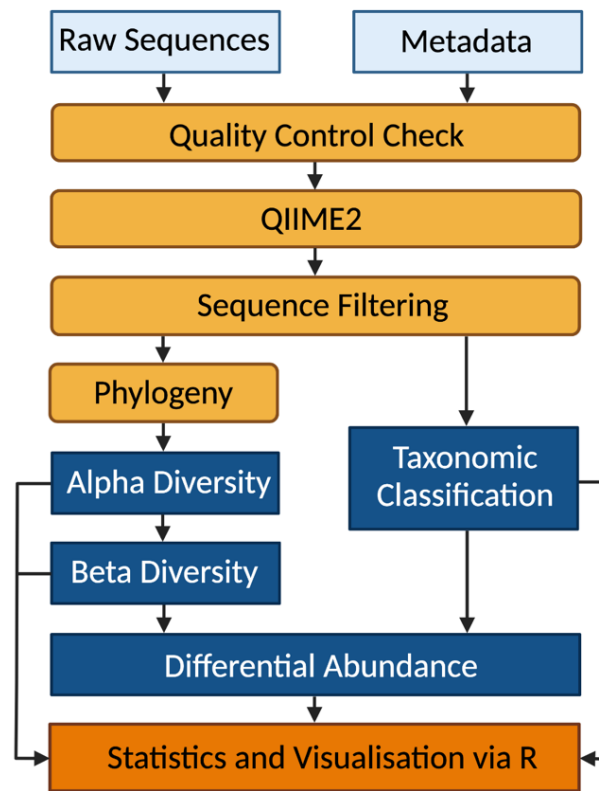 Raw Sequences
Metadata
Quality Control Check
QIIME2
Sequence Filtering
Phylogeny
Alpha Diversity
Taxonomic
Classification
Beta Diversity
Differential Abundance
Statistics and Visualisation via R